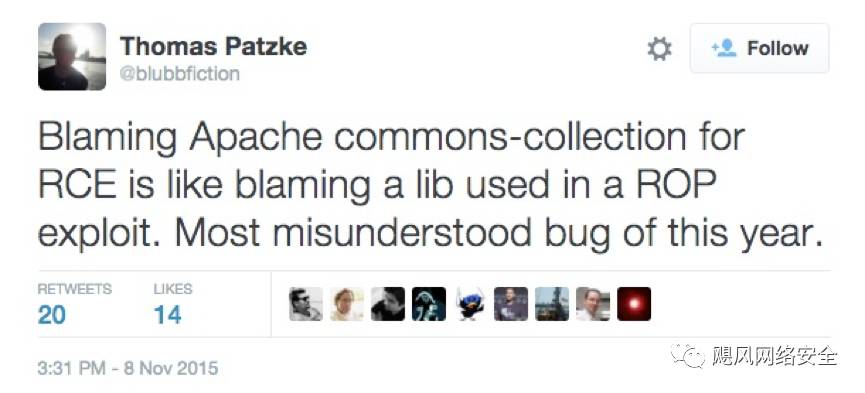 Thomas Patzke
@blubbfiction
Follow
Blaming Apache commons-collection for
RCE is like blaming a lib used in a ROP
exploit. Most misunderstood bug of this year.
RETWEETS
LIKES
20
14
3:31 PM - 8 Nov 2015
飓风网络安全